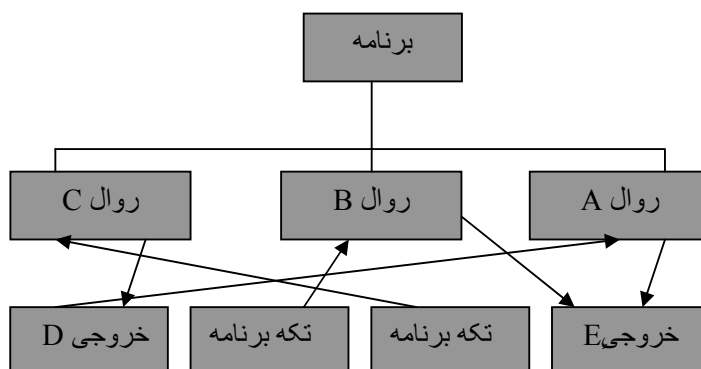 برنامه
روال A
روال B
روال C
خروجیE
تکه برنامه
تکه برنامه
خروجی D